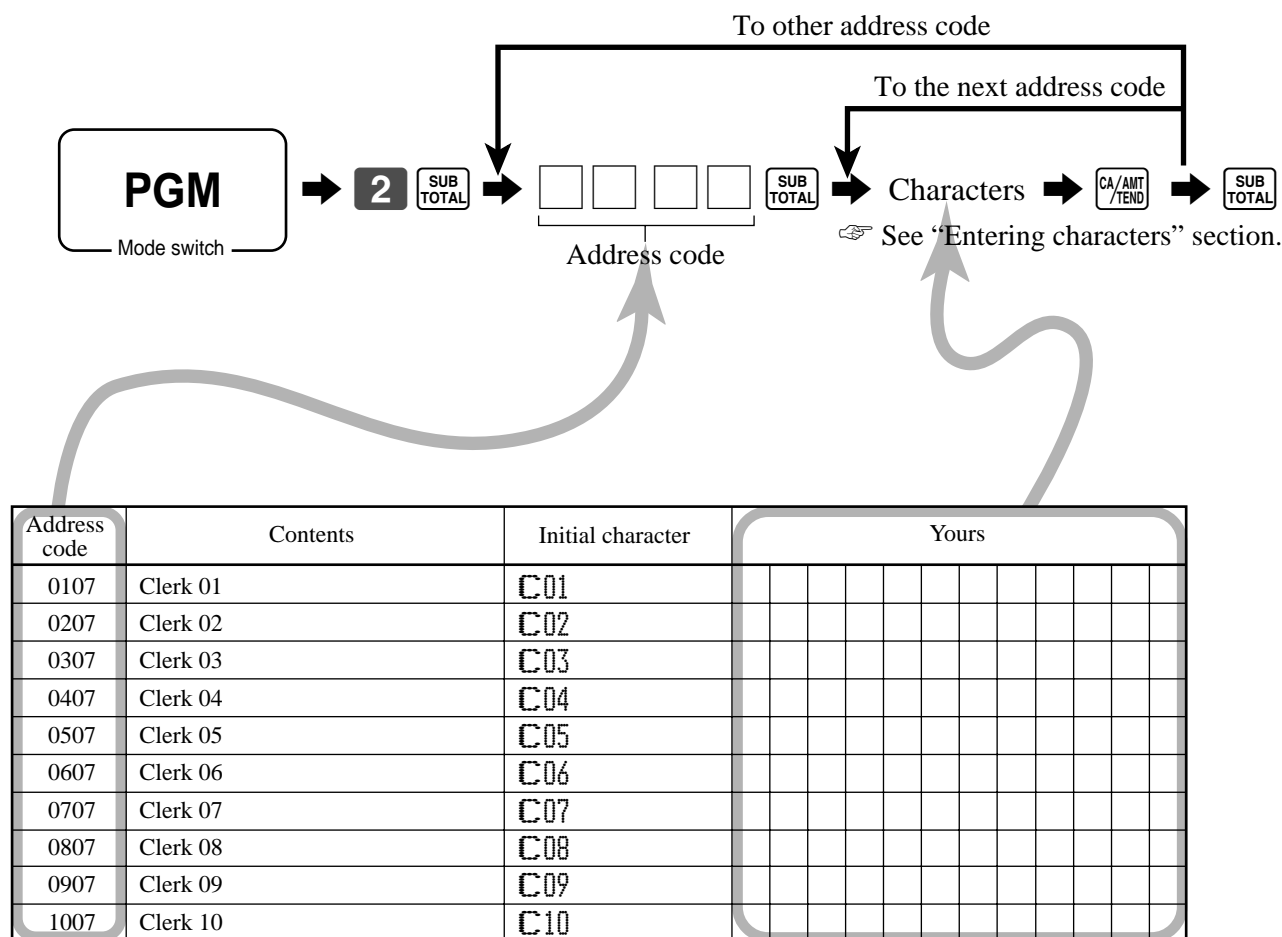 To other address code
To the next address code
PGM
Mode switch
2
SUB
TOTAL
SUB
TOTAL
Characters
CA/AMT
/TEND
SUB
TOTAL
Address code
☞ See “Entering characters” section.
Address code Contents Initial character Yours
0107 Clerk 01 C01
0207 Clerk 02 C02
0307 Clerk 03 C03
0407 Clerk 04 C04
0507 Clerk 05 C05
0607 Clerk 06 C06
0707 Clerk 07 C07
0807 Clerk 08 C08
0907 Clerk 09 C09
1007 Clerk 10 C10